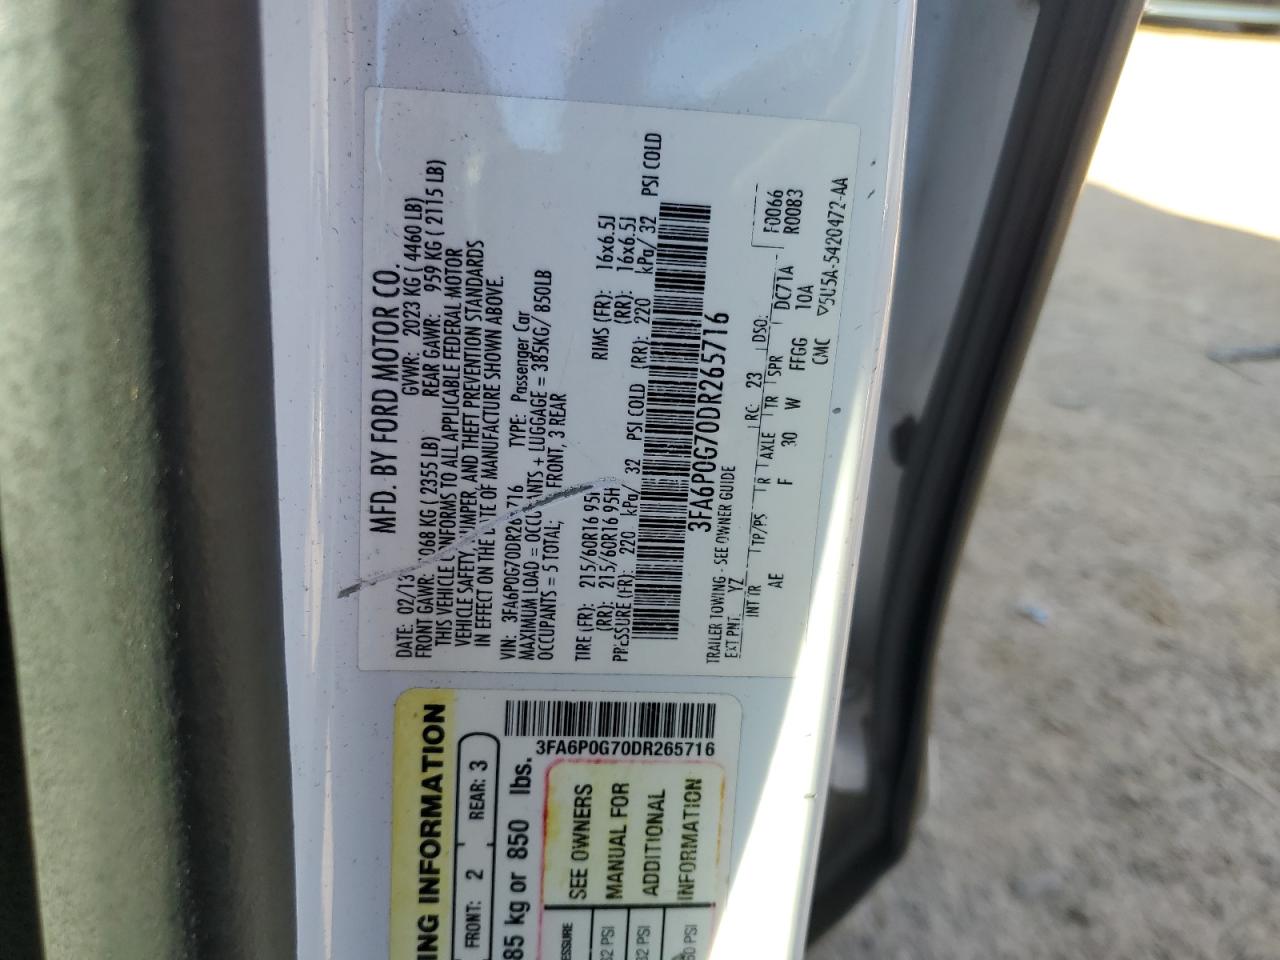 MFD. BY FORD MOTOR CO.
DATE: 02/13 GVWR: 2023 KG ( 4460 LB)
FRONT GAWR: 1068 KG ( 2355 LB) REAR GAWR: 959 KG ( 2115 LB)
THIS VEHICLE CONFORMS TO ALL APPLICABLE FEDERAL MOTOR
VEHICLE SAFETY, BUMPER, AND THEFT PREVENTION STANDARDS
IN EFFECT ON THE DATE OF MANUFACTURE SHOWN ABOVE.
VIN: 3FA6P0G70DR265716 TYPE: Passenger Car
MAXIMUM LOAD = OCCUPANTS + LUGGAGE = 385KG/ 850LB
OCCUPANTS = 5 TOTAL; FRONT, 3 REAR
TIRE (FR): 215/60R16 95H RIMS (FR): 16x6.5J
(RR): 215/60R16 95H (RR): 16x6.5J
PRESSURE (FR): 220 kPa/ 32 PSI COLD (RR): 220 kPa/ 32 PSI COLD
3FA6P0G70DR265716
TRAILER TOWING - SEE OWNER GUIDE
EXT PNT: YZ RC: 23 DSO: F0066
INT TR TP/PS R AXLE TR SPR DC71A R0083
AE F 30 W FFGG 10A
CMC ▽5U5A-5420472-AA
ING INFORMATION
FRONT: 2 REAR: 3
85 kg or 850 lbs.
3FA6P0G70DR265716
SEE OWNERS
MANUAL FOR
ADDITIONAL
INFORMATION
ESSURE
32 PSI
32 PSI
60 PSI